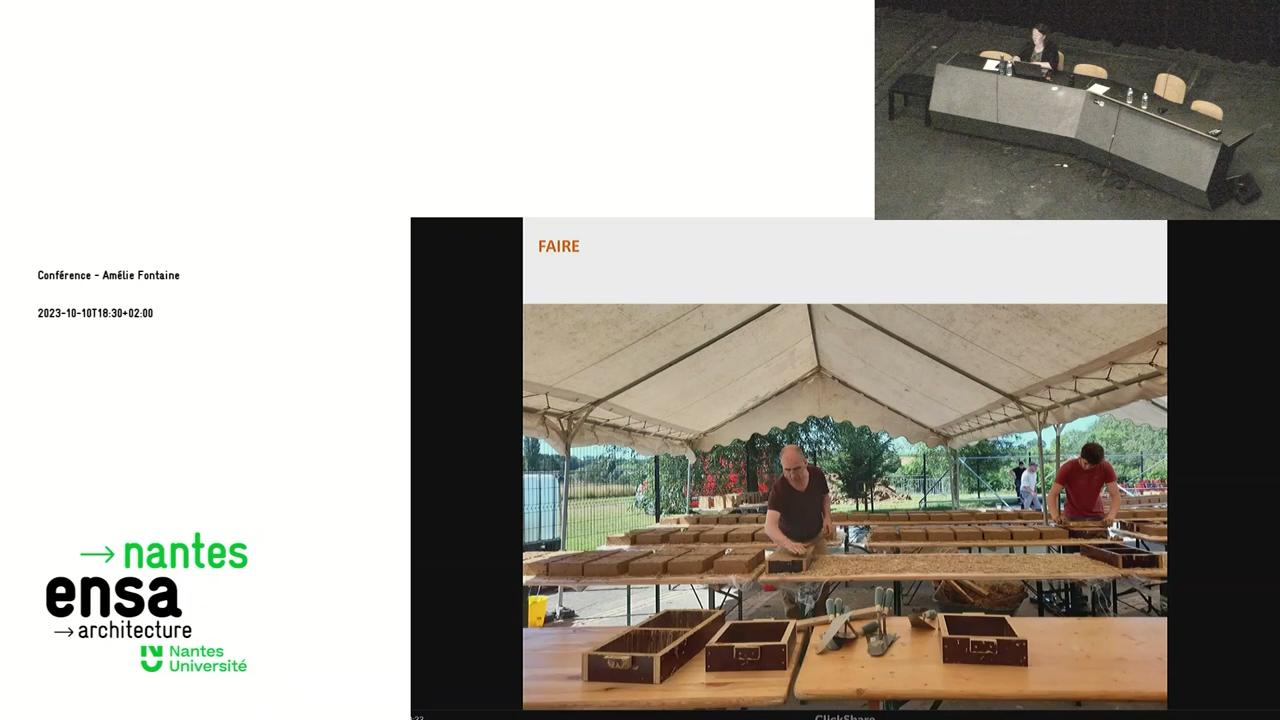 FAIRE
Conférence - Amélie Fontaine
2023-10-10T18:30+02:00
→nantes
ensa
→architecture
Nantes
Université